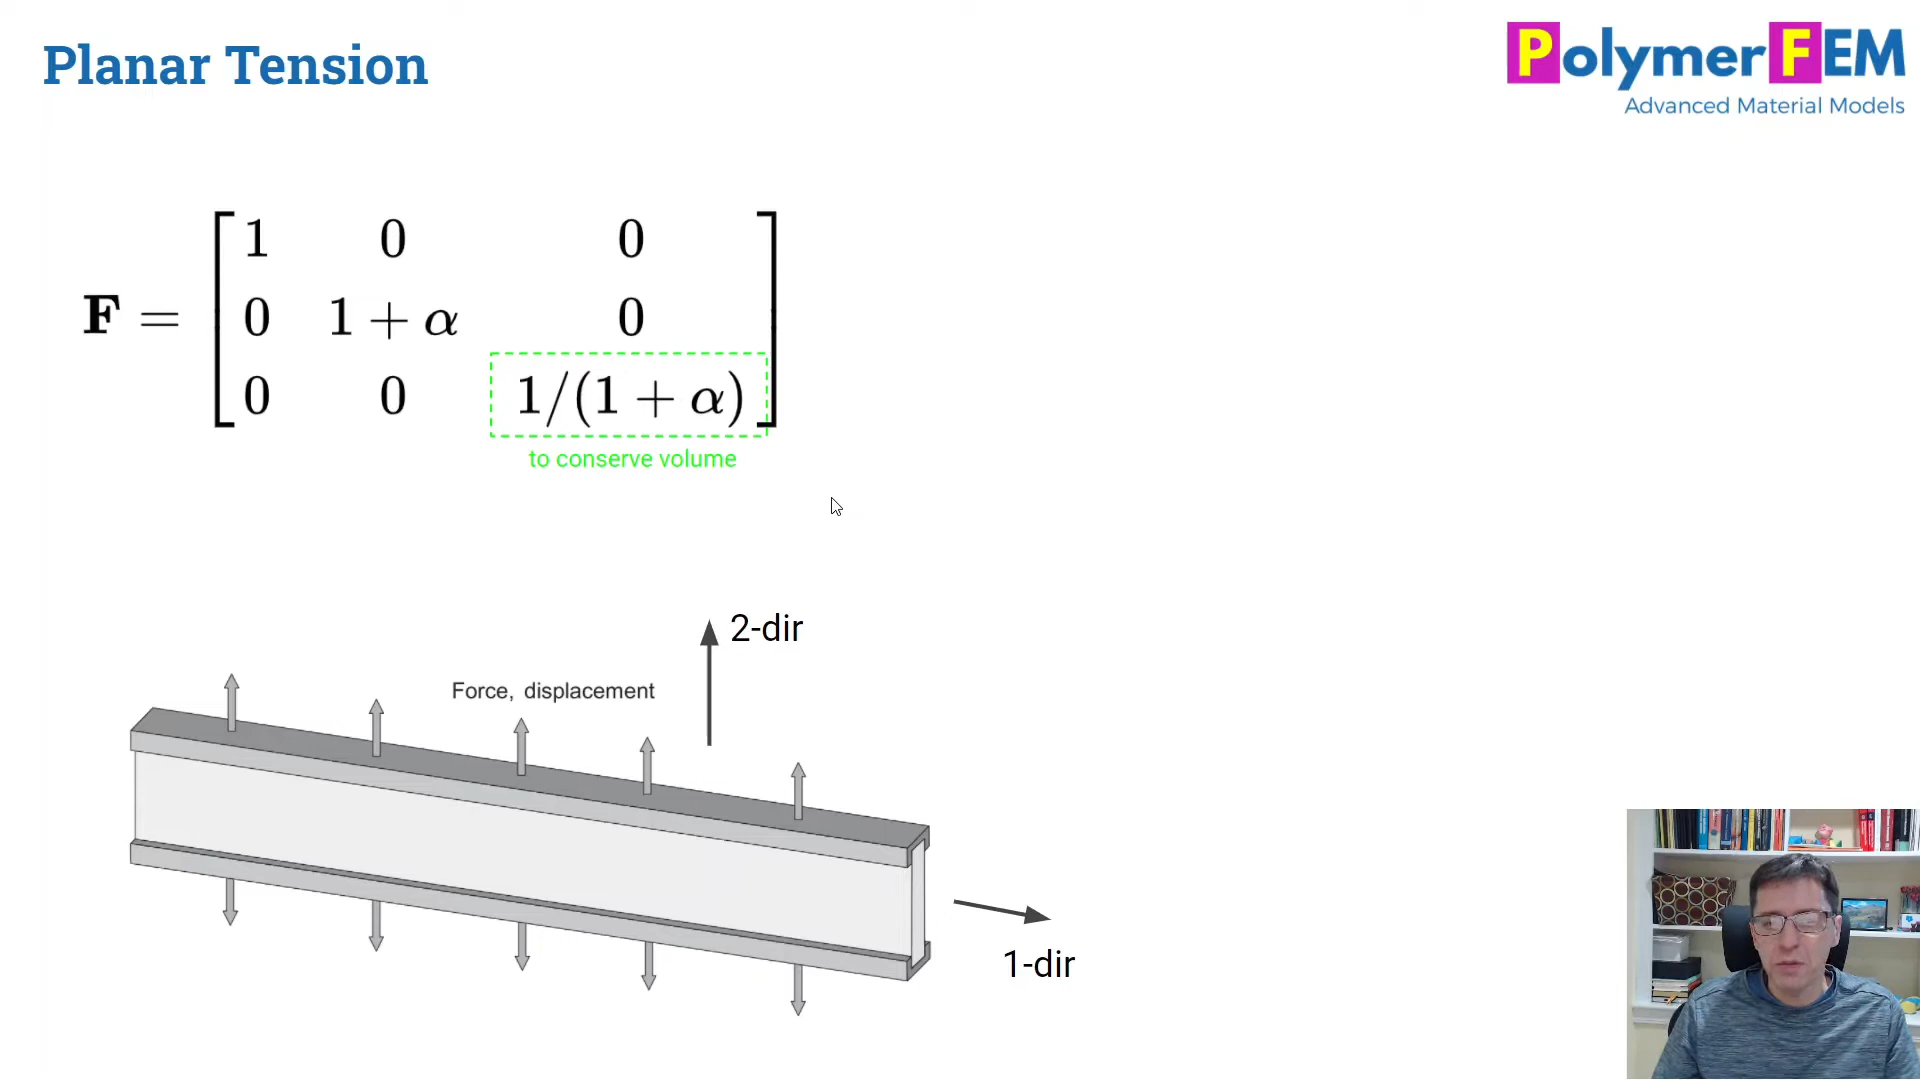 Planar Tension
PolymerFEM
Advanced Material Models
F = [1 0 0
0 1 + α 0
0 0 1/(1 + α)]
to conserve volume
2-dir
Force, displacement
1-dir